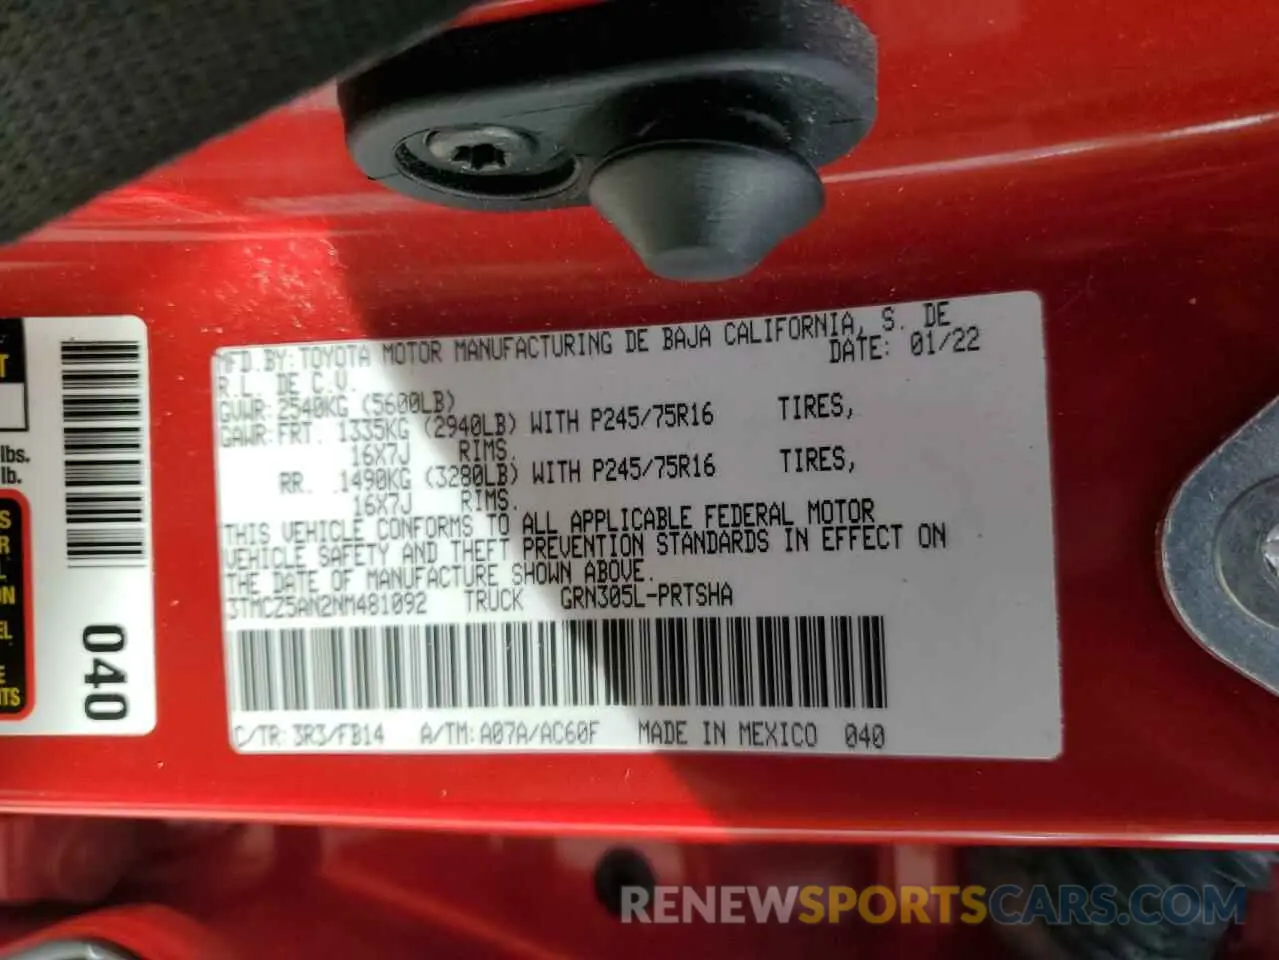 MFD.BY:TOYOTA MOTOR MANUFACTURING DE BAJA CALIFORNIA, S. DE
R.L. DE C.V. DATE: 01/22
GVWR:2540KG (5600LB)
GAWR:FRT. 1335KG (2940LB) WITH P245/75R16 TIRES,
16X7J RIMS.
RR. 1490KG (3280LB) WITH P245/75R16 TIRES,
16X7J RIMS.
THIS VEHICLE CONFORMS TO ALL APPLICABLE FEDERAL MOTOR
VEHICLE SAFETY AND THEFT PREVENTION STANDARDS IN EFFECT ON
THE DATE OF MANUFACTURE SHOWN ABOVE.
3TMCZ5AN2NM481092 TRUCK GRN305L-PRTSHA
C/TR:3R3/FB14 A/TM:A07A/AC60F MADE IN MEXICO 040
lbs.
lb.
040
RENEWSPORTSCARS.COM